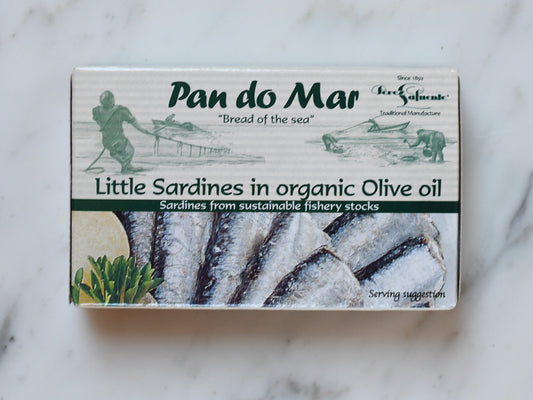 Pan do Mar
"Bread of the sea"
Since 1892
Traditional Manufacture
Little Sardines in organic Olive oil
Sardines from sustainable fishery stocks
Serving suggestion